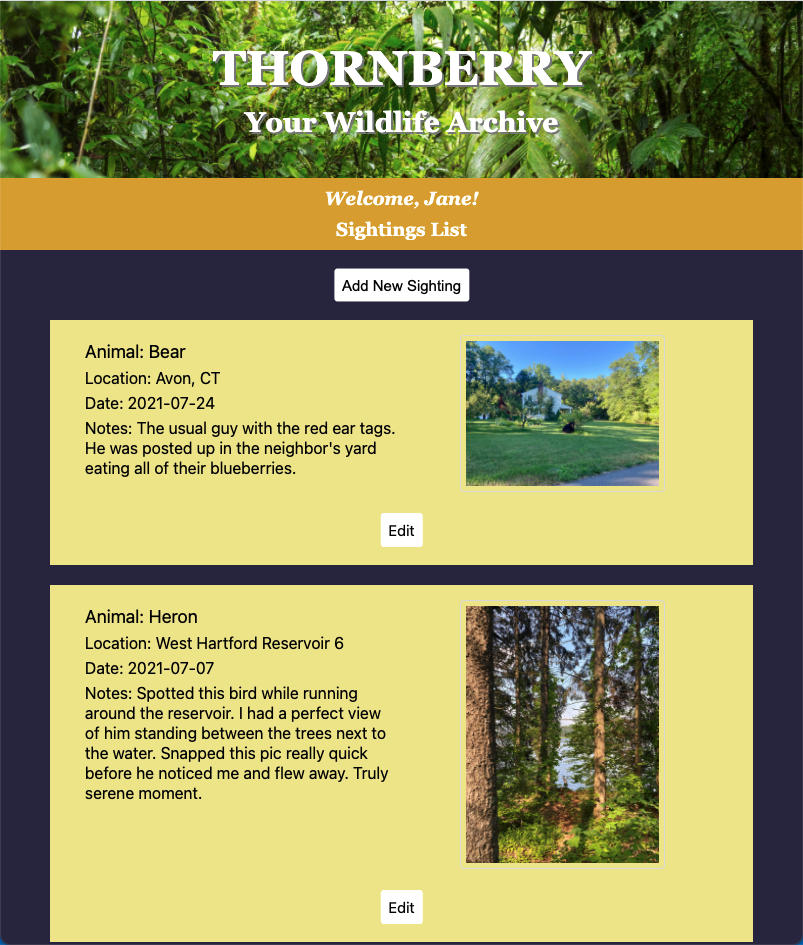 THORNBERRY
Your Wildlife Archive
Welcome, Jane!
Sightings List
Add New Sighting
Animal: Bear
Location: Avon, CT
Date: 2021-07-24
Notes: The usual guy with the red ear tags.
He was posted up in the neighbor's yard
eating all of their blueberries.
Edit
Animal: Heron
Location: West Hartford Reservoir 6
Date: 2021-07-07
Notes: Spotted this bird while running
around the reservoir. I had a perfect view
of him standing between the trees next to
the water. Snapped this pic really quick
before he noticed me and flew away. Truly
serene moment.
Edit